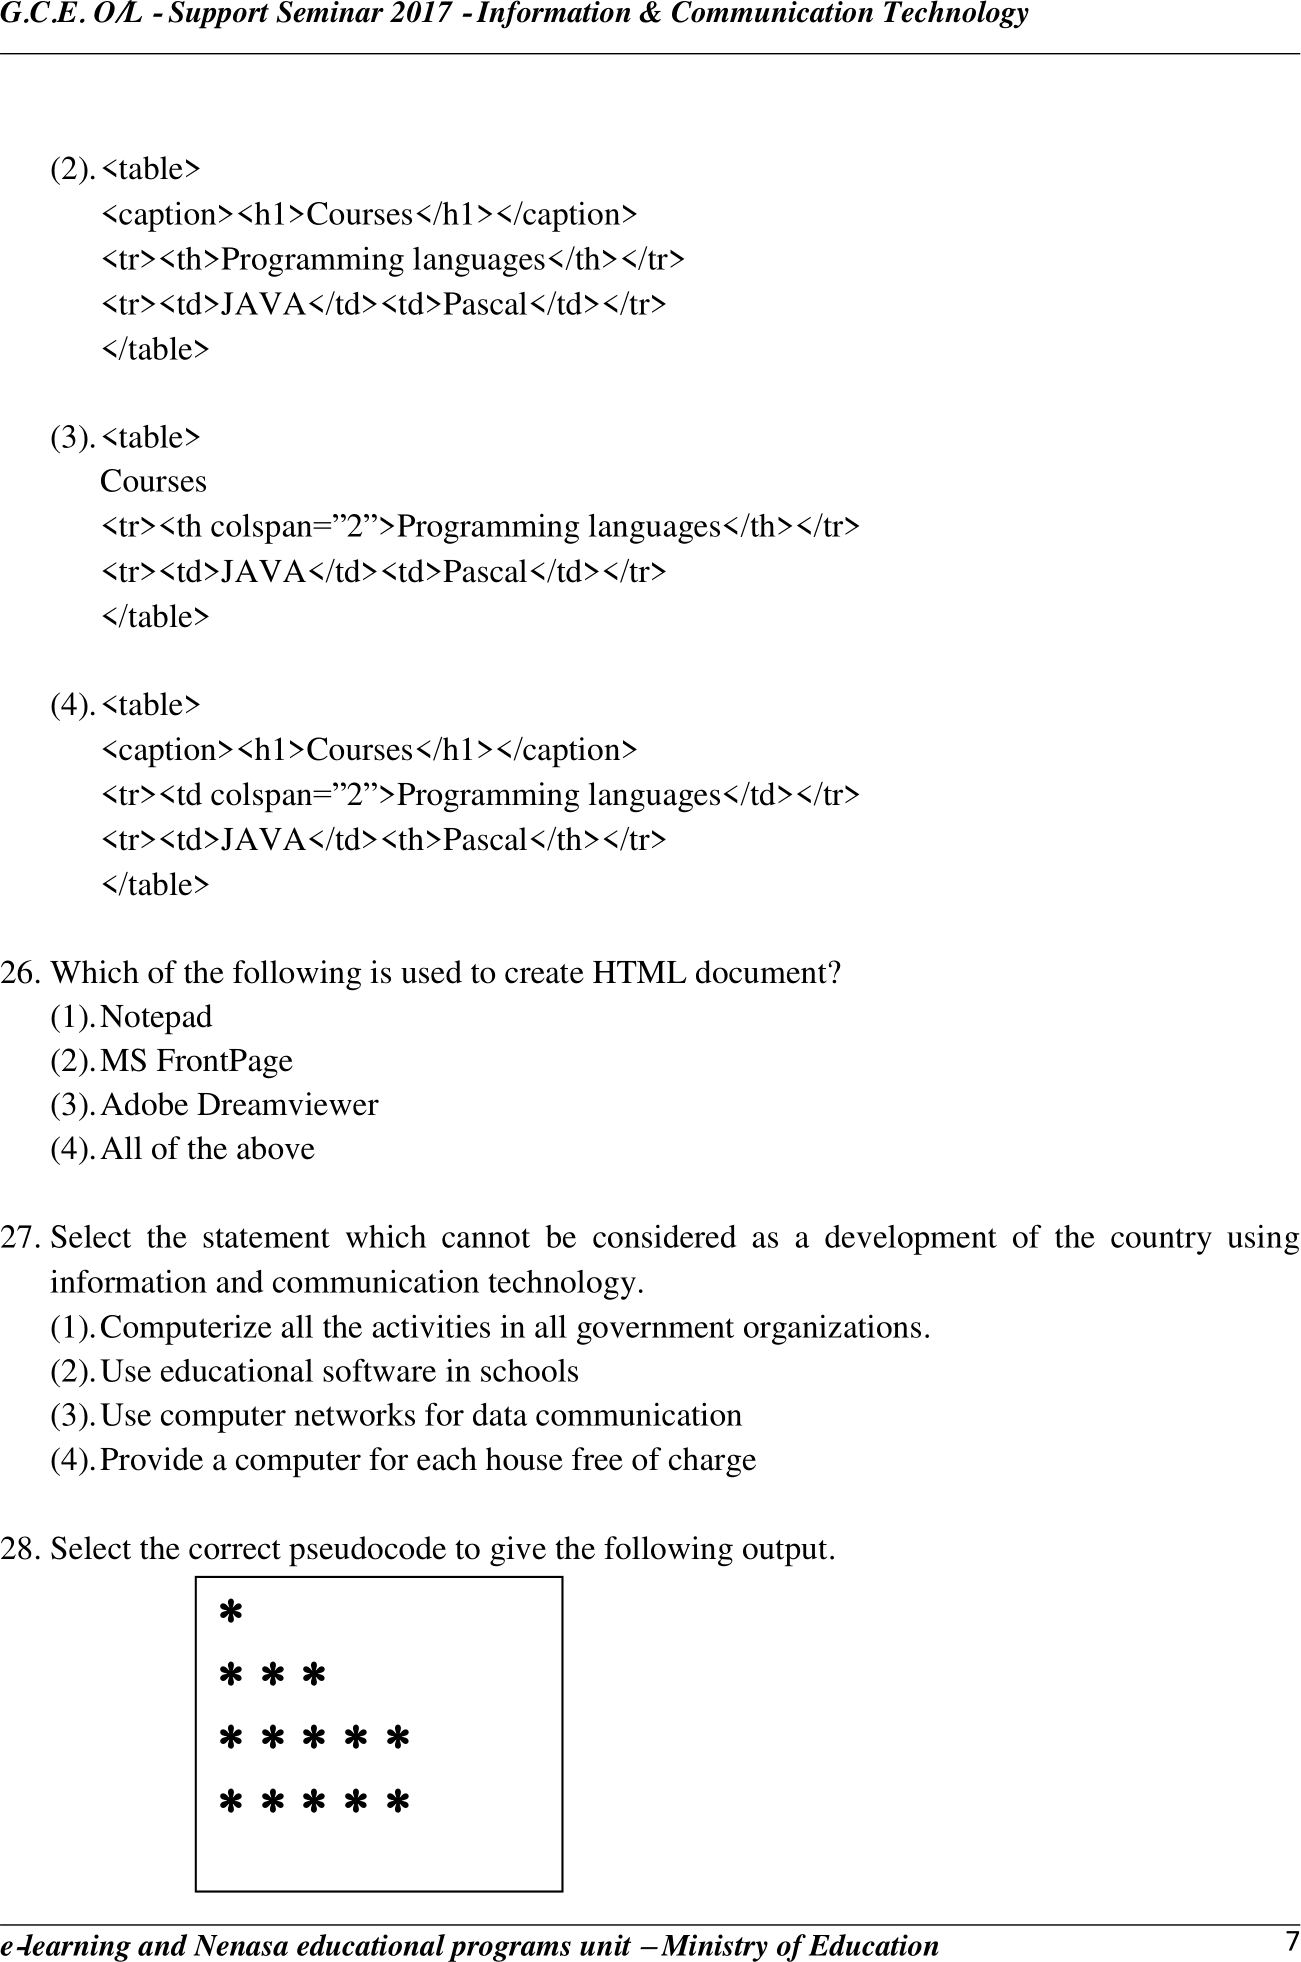 G.C.E. O/L - Support Seminar 2017 - Information & Communication Technology
(2). <table>
<caption><h1>Courses</h1></caption>
<tr><th>Programming languages</th></tr>
<tr><td>JAVA</td><td>Pascal</td></tr>
</table>
(3). <table>
Courses
<tr><th colspan=”2”>Programming languages</th></tr>
<tr><td>JAVA</td><td>Pascal</td></tr>
</table>
(4). <table>
<caption><h1>Courses</h1></caption>
<tr><td colspan=”2”>Programming languages</td></tr>
<tr><td>JAVA</td><th>Pascal</th></tr>
</table>
26. Which of the following is used to create HTML document?
(1). Notepad
(2). MS FrontPage
(3). Adobe Dreamviewer
(4). All of the above
27. Select the statement which cannot be considered as a development of the country using
information and communication technology.
(1). Computerize all the activities in all government organizations.
(2). Use educational software in schools
(3). Use computer networks for data communication
(4). Provide a computer for each house free of charge
28. Select the correct pseudocode to give the following output.
*
* * *
* * * * *
* * * * *
e-learning and Nenasa educational programs unit – Ministry of Education 7